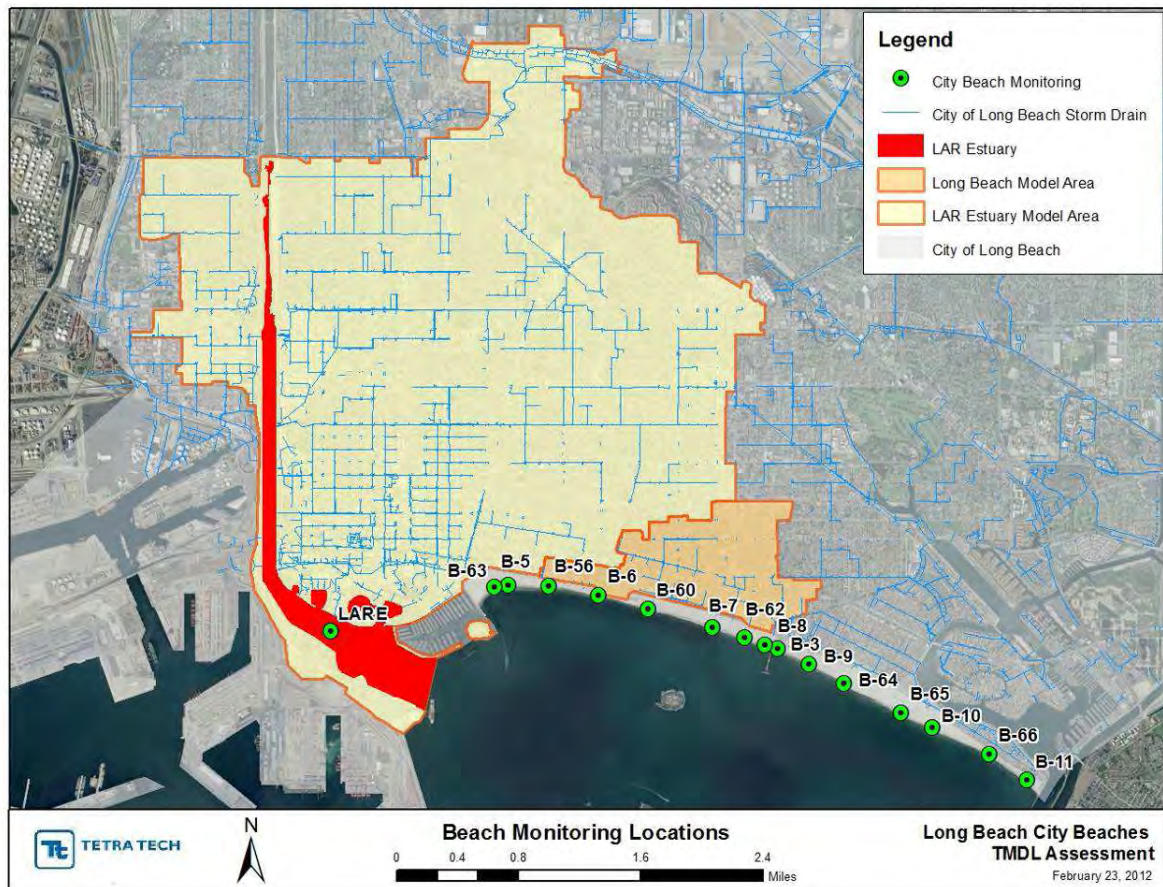 Legend
City Beach Monitoring
City of Long Beach Storm Drain
LAR Estuary
Long Beach Model Area
LAR Estuary Model Area
City of Long Beach
B-63
B-5
B-56
B-6
B-60
B-7
B-62
B-8
B-3
B-9
B-64
B-65
B-10
B-66
B-11
LARE
Tt TETRA TECH
N
Beach Monitoring Locations
0 0.4 0.8 1.6 2.4
Miles
Long Beach City Beaches
TMDL Assessment
February 23, 2012